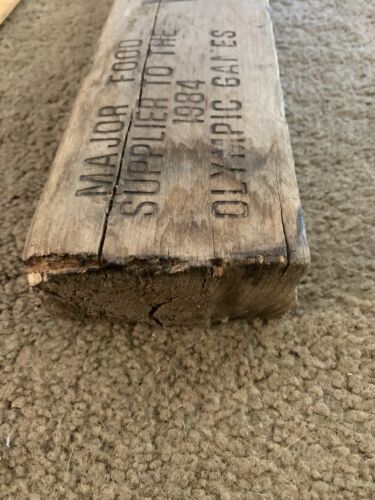 MAJOR FOOD
SUPPLIER TO THE
1984
OLYMPIC GAMES